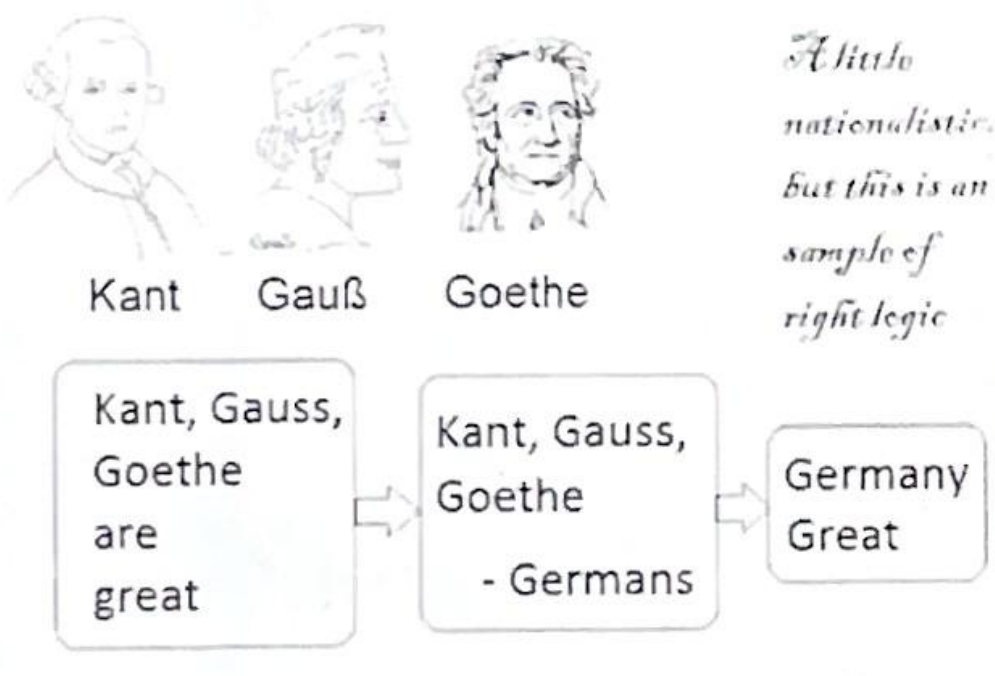 Kant
Gauß
Goethe
A little
nationalistic,
but this is an
sample of
right logic
Kant, Gauss,
Goethe
are
great
Kant, Gauss,
Goethe
- Germans
Germany
Great